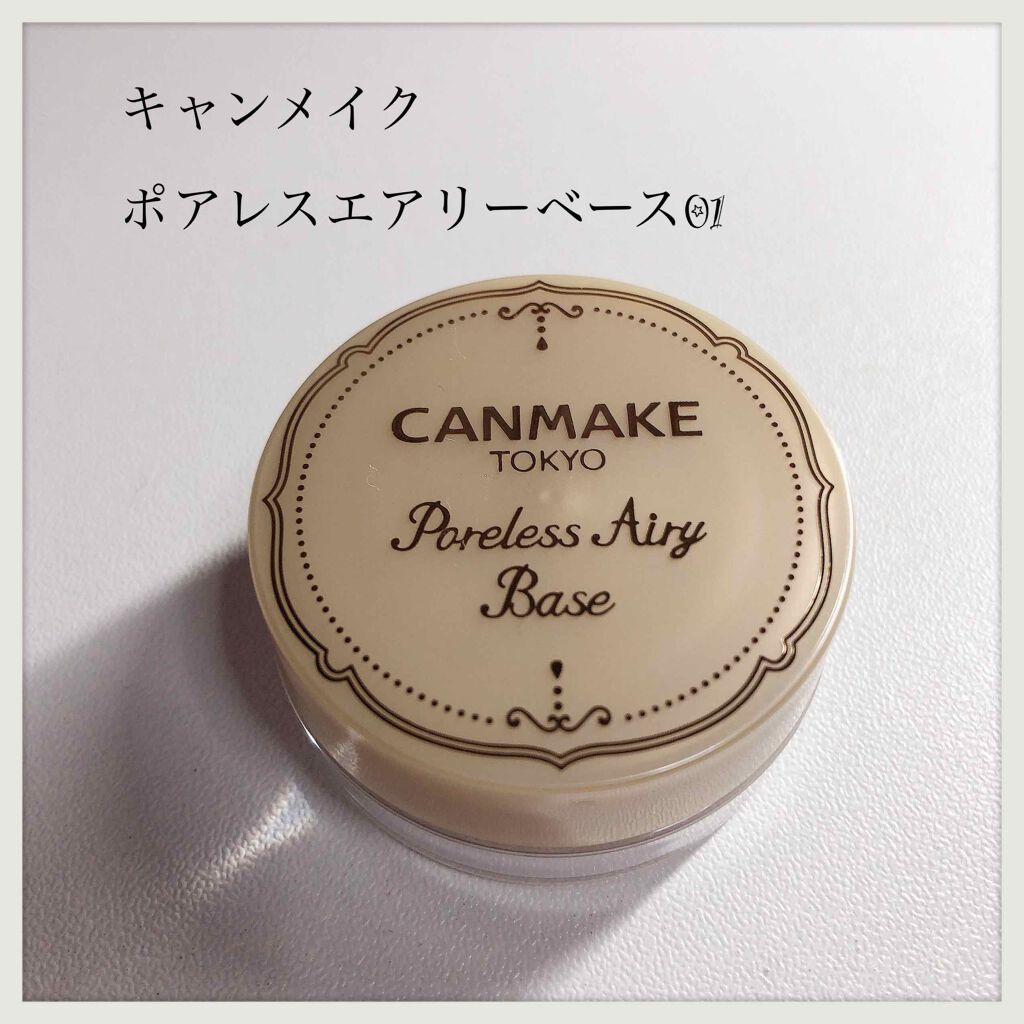 キャンメイク
ポアレスエアリーベース01
CANMAKE
TOKYO
Poreless Airy
Base